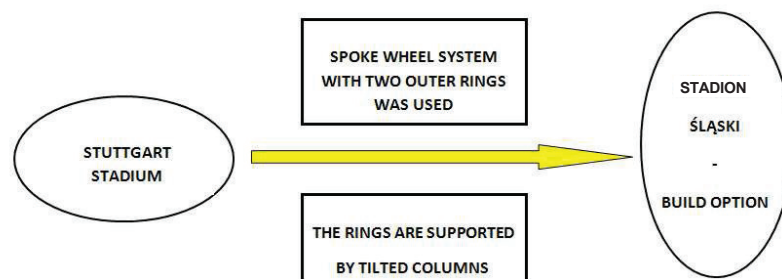 STUTTGART
STADIUM
SPOKE WHEEL SYSTEM
WITH TWO OUTER RINGS
WAS USED
THE RINGS ARE SUPPORTED
BY TILTED COLUMNS
STADION
ŚLĄSKI
-
BUILD OPTION